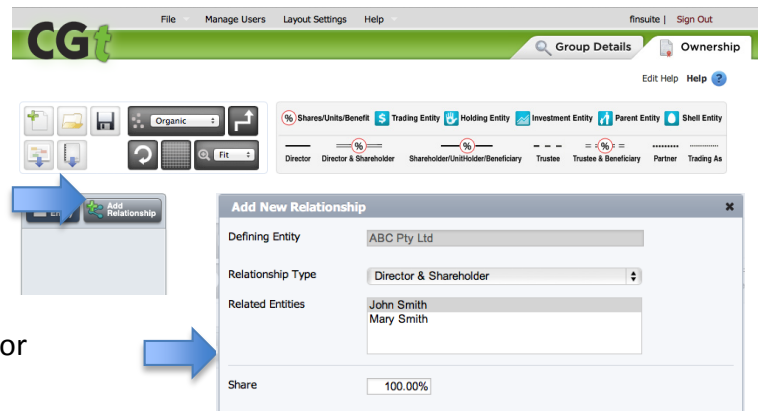 File Manage Users Layout Settings Help finsuite | Sign Out
CGt
Group Details Ownership
Edit Help Help ?
Organic % Shares/Units/Benefit $ Trading Entity Holding Entity Investment Entity Parent Entity Shell Entity
% % %
Director Director & Shareholder Shareholder/UnitHolder/Beneficiary Trustee Trustee & Beneficiary Partner Trading As
Fit
Entity Add Relationship
Add New Relationship
Defining Entity ABC Pty Ltd
Relationship Type Director & Shareholder
Related Entities John Smith
Mary Smith
or
Share 100.00%